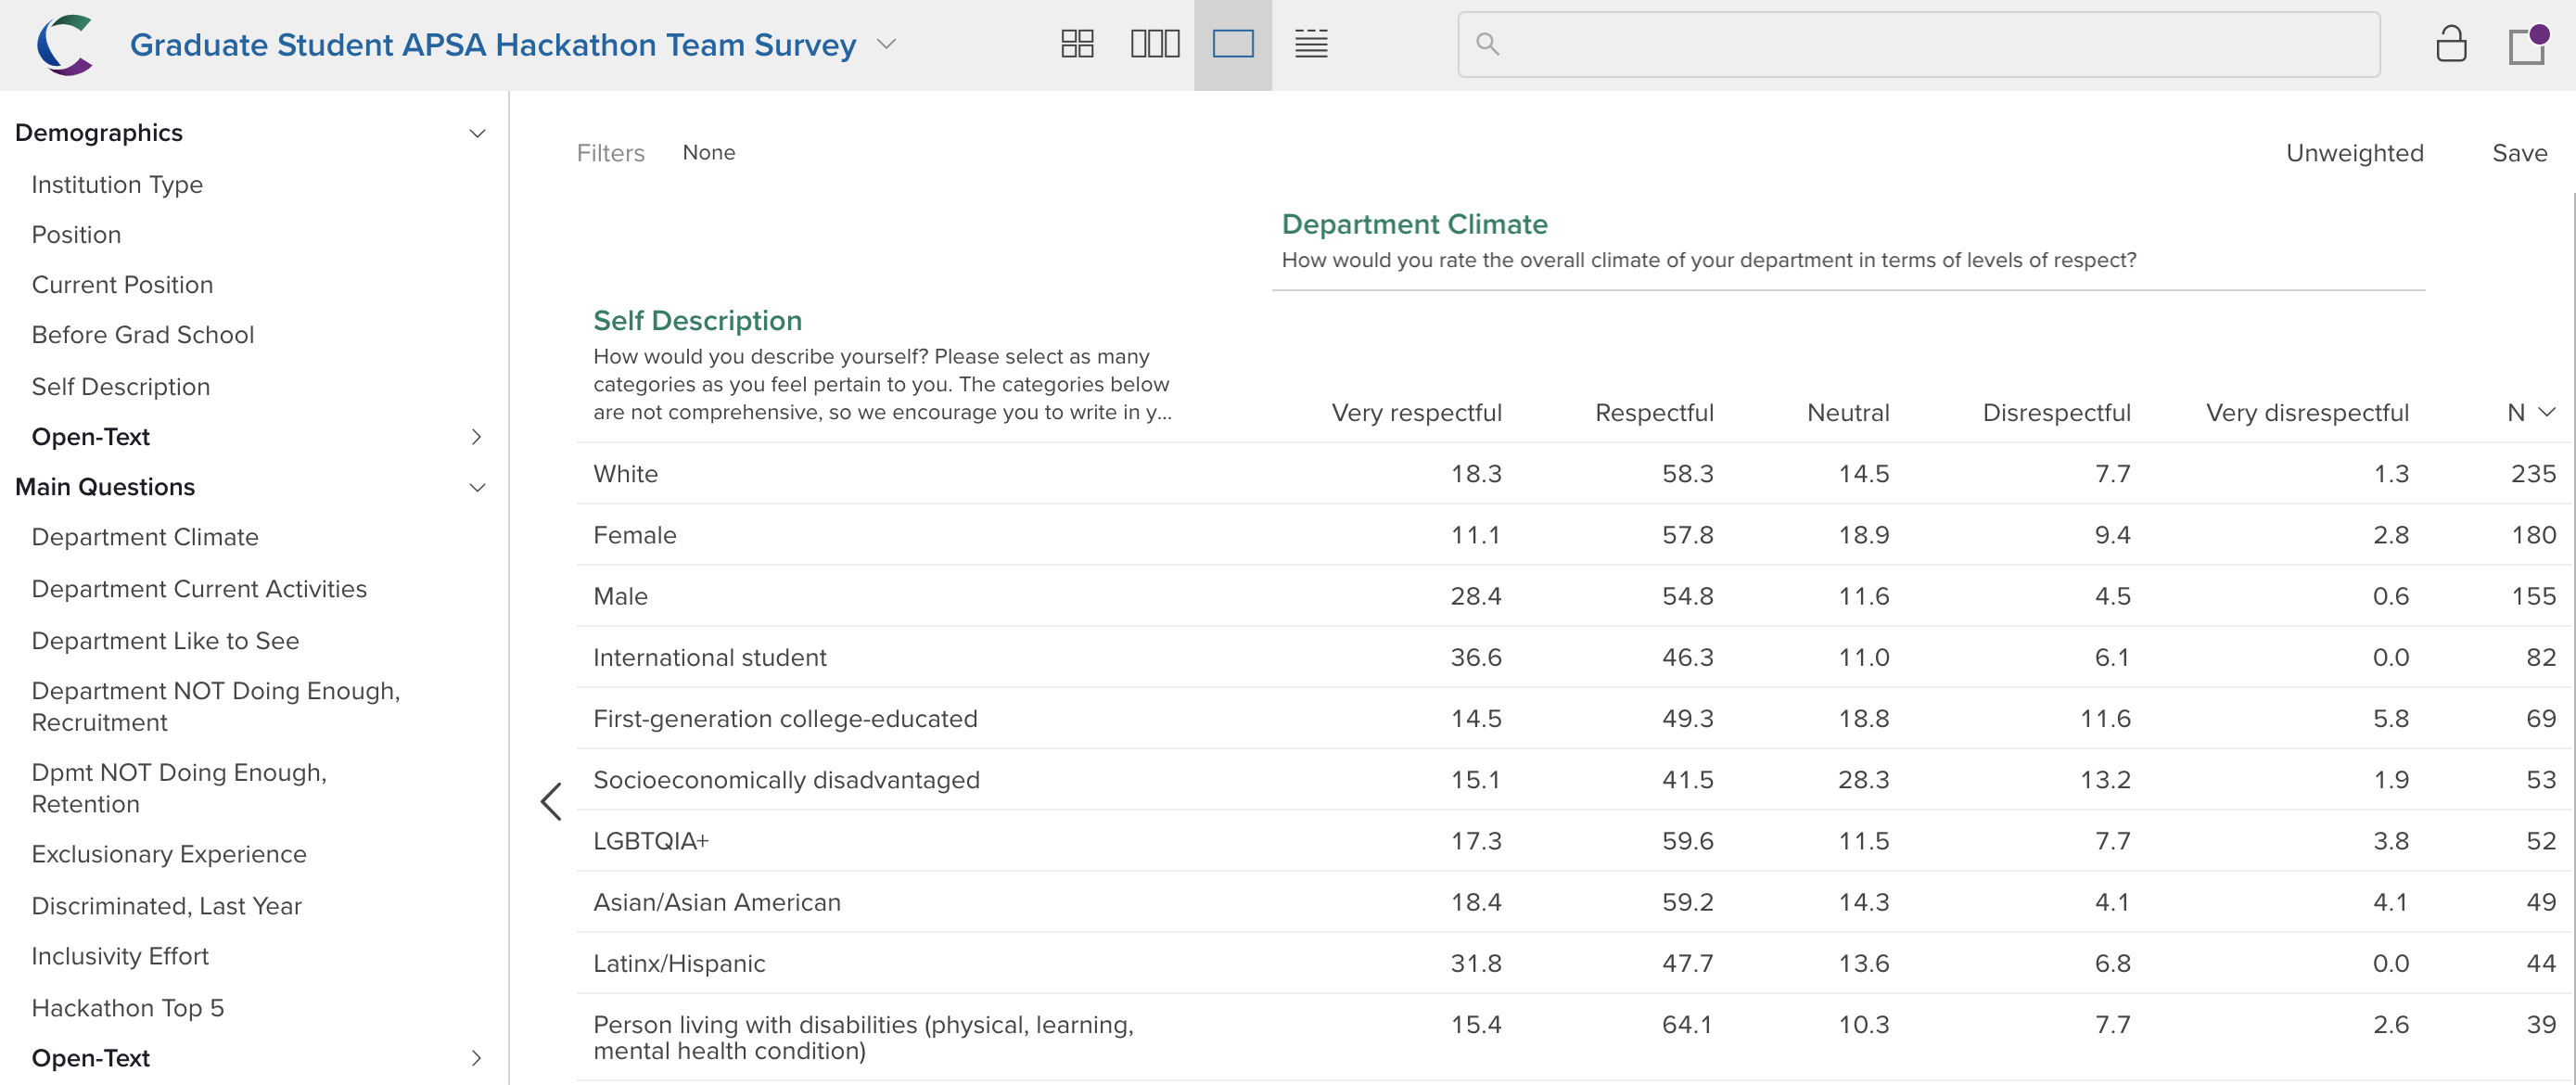 Graduate Student APSA Hackathon Team Survey
Demographics
Institution Type
Position
Current Position
Before Grad School
Self Description
Open-Text
Main Questions
Department Climate
Department Current Activities
Department Like to See
Department NOT Doing Enough,
Recruitment
Dpmt NOT Doing Enough,
Retention
Exclusionary Experience
Discriminated, Last Year
Inclusivity Effort
Hackathon Top 5
Open-Text
Filters None Unweighted Save
Department Climate
How would you rate the overall climate of your department in terms of levels of respect?
Self Description
How would you describe yourself? Please select as many
categories as you feel pertain to you. The categories below
are not comprehensive, so we encourage you to write in y...
Very respectful Respectful Neutral Disrespectful Very disrespectful N
White 18.3 58.3 14.5 7.7 1.3 235
Female 11.1 57.8 18.9 9.4 2.8 180
Male 28.4 54.8 11.6 4.5 0.6 155
International student 36.6 46.3 11.0 6.1 0.0 82
First-generation college-educated 14.5 49.3 18.8 11.6 5.8 69
Socioeconomically disadvantaged 15.1 41.5 28.3 13.2 1.9 53
LGBTQIA+ 17.3 59.6 11.5 7.7 3.8 52
Asian/Asian American 18.4 59.2 14.3 4.1 4.1 49
Latinx/Hispanic 31.8 47.7 13.6 6.8 0.0 44
Person living with disabilities (physical, learning, 15.4 64.1 10.3 7.7 2.6 39
mental health condition)